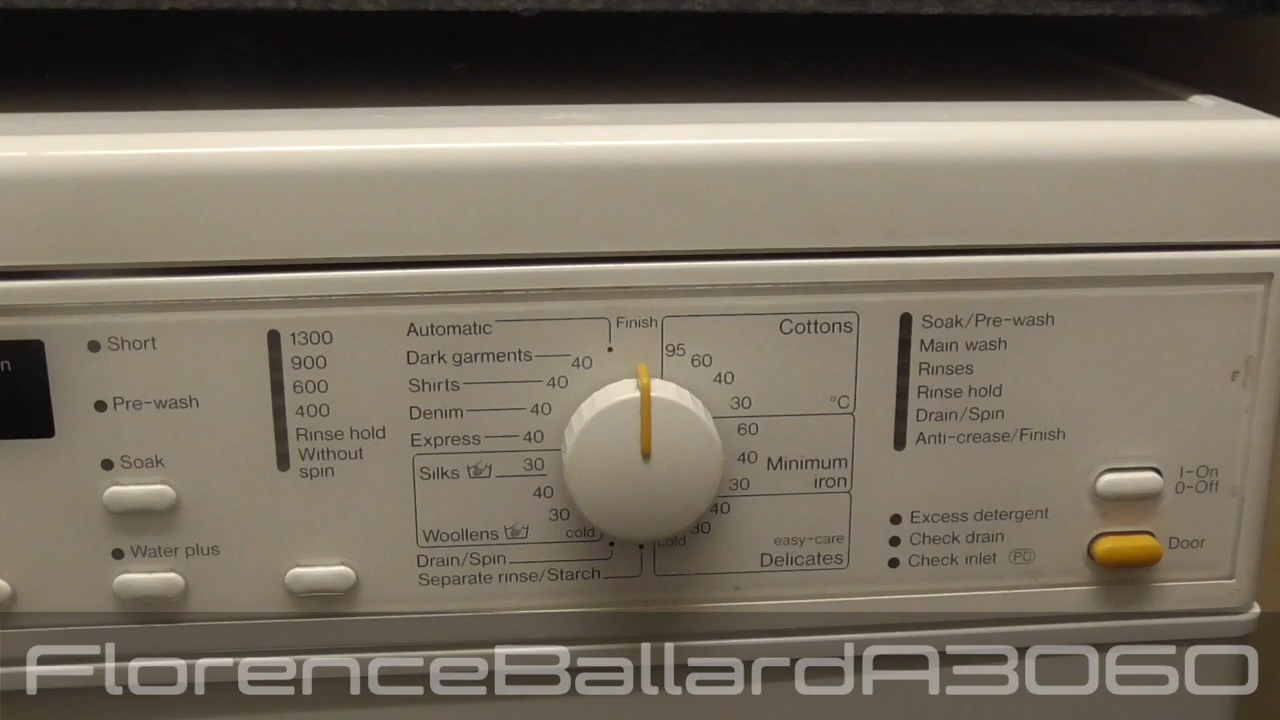 n
Short
Pre-wash
Soak
Water plus
1300
900
600
400
Rinse hold
Without
spin
Automatic
Dark garments 40
Shirts 40
Denim 40
Express 40
Silks 30
40
30
Woollens cold
Drain/Spin
Separate rinse/Starch
Finish
Cottons
95
60
40
30 °C
60
40 Minimum
30 iron
40
30
cold easy-care
Delicates
Soak/Pre-wash
Main wash
Rinses
Rinse hold
Drain/Spin
Anti-crease/Finish
Excess detergent
Check drain
Check inlet PC
I-On
0-Off
Door
FlorenceBallardA3060